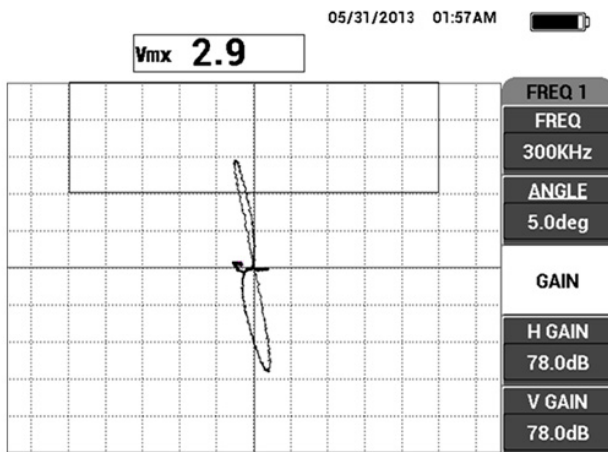 05/31/2013 01:57AM
Vmx 2.9
FREQ 1
FREQ
300KHz
ANGLE
5.0deg
GAIN
H GAIN
78.0dB
V GAIN
78.0dB